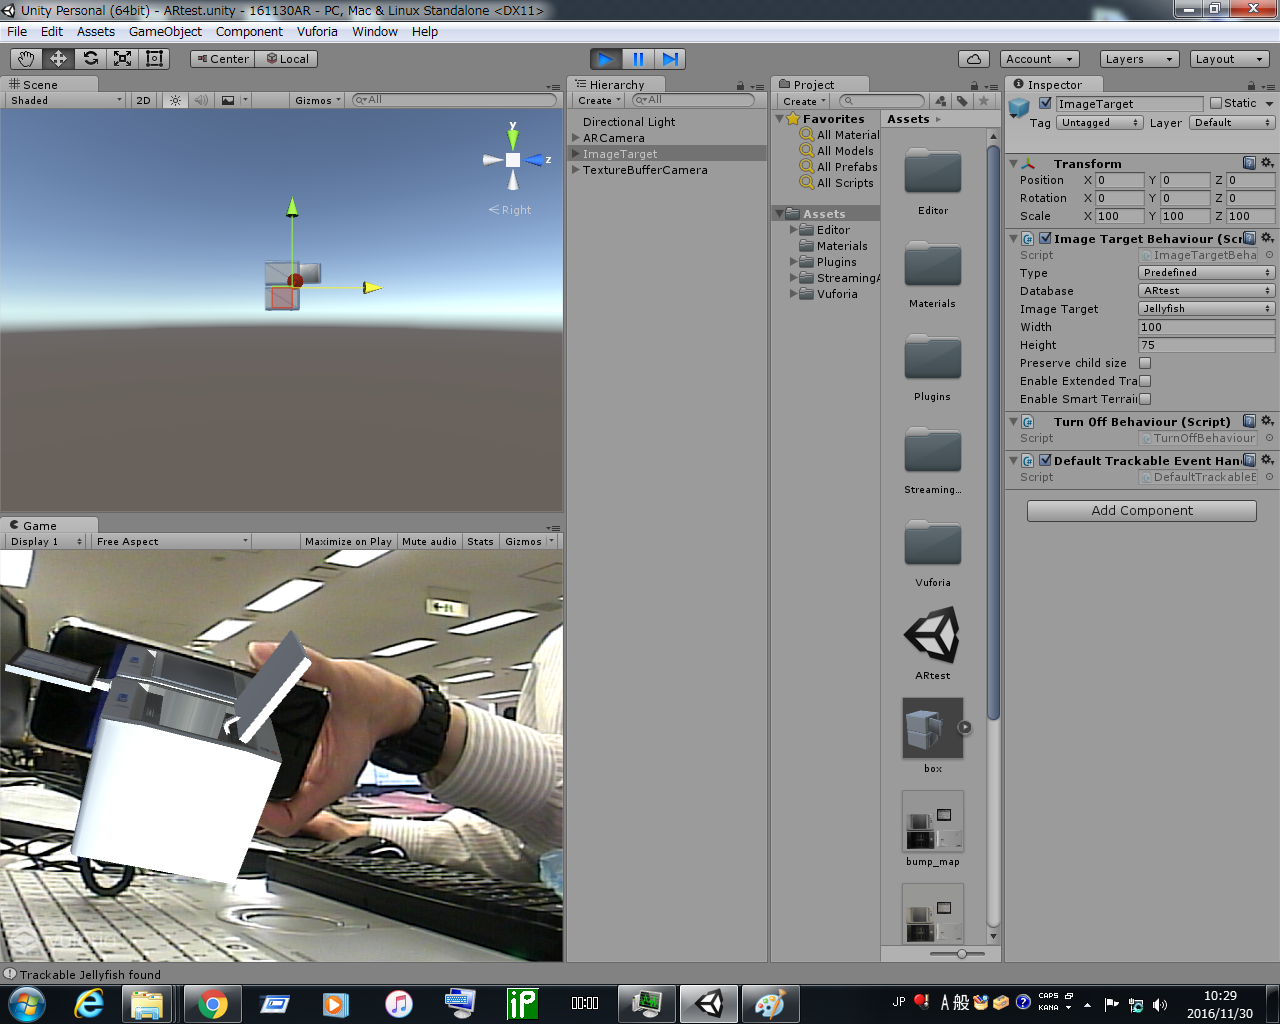 Unity Personal (64bit) - ARtest.unity - 161130AR - PC, Mac & Linux Standalone <DX11>
File Edit Assets GameObject Component Vuforia Window Help
Center Local Account Layers Layout
Scene
Shaded 2D Gizmos All
y
z
Right
Game
Display 1 Free Aspect Maximize on Play Mute audio Stats Gizmos
vuforia
Hierarchy
Create All
Directional Light
ARCamera
ImageTarget
TextureBufferCamera
Project
Create
Favorites
All Material
All Models
All Prefabs
All Scripts
Assets
Editor
Materials
Plugins
StreamingA
Vuforia
Assets
Editor
Materials
Plugins
Streaming...
Vuforia
ARtest
box
bump_map
Inspector
ImageTarget Static
Tag Untagged Layer Default
Transform
Position X 0 Y 0 Z 0
Rotation X 0 Y 0 Z 0
Scale X 100 Y 100 Z 100
Image Target Behaviour (Scr
Script ImageTargetBeha
Type Predefined
Database ARtest
Image Target Jellyfish
Width 100
Height 75
Preserve child size
Enable Extended Tra
Enable Smart Terrai
Turn Off Behaviour (Script)
Script TurnOffBehaviour
Default Trackable Event Han
Script DefaultTrackableE
Add Component
Trackable Jellyfish found
iP 00:00 JP A 般 CAPS KANA 10:29
2016/11/30